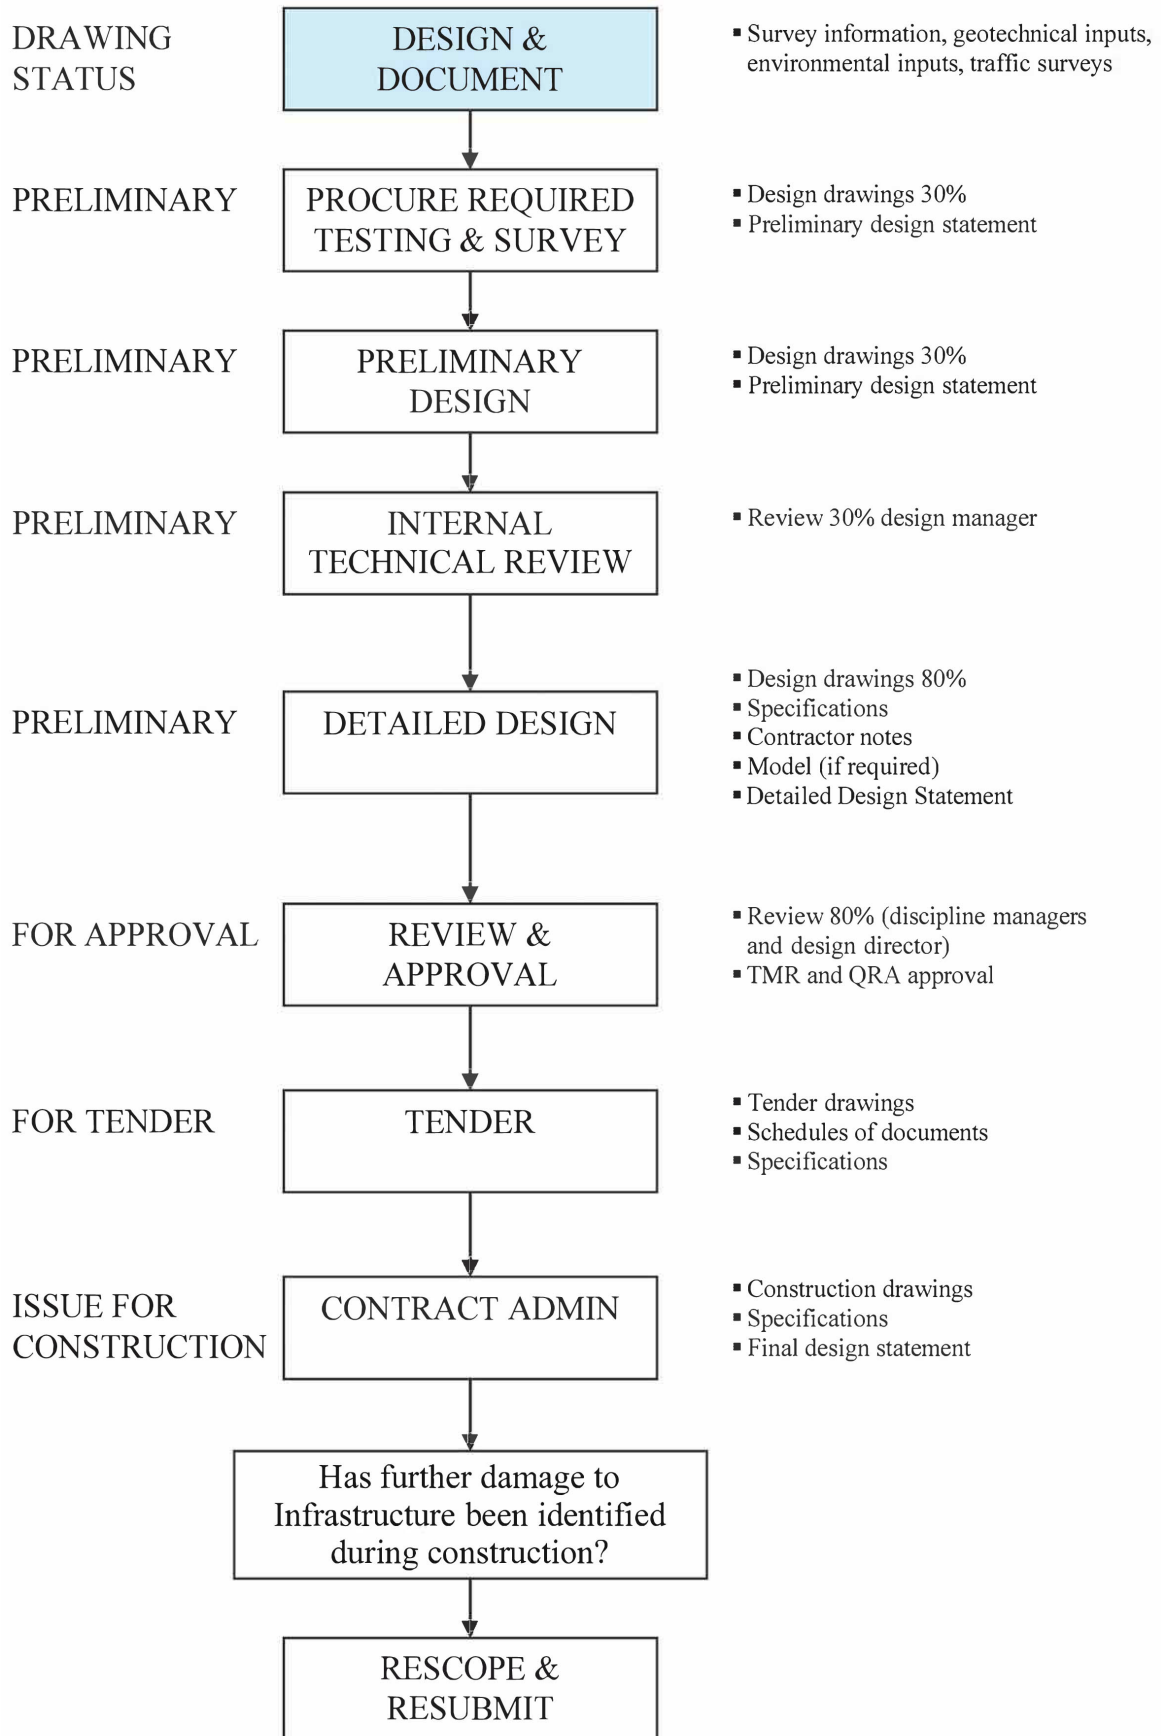 DRAWING
STATUS
DESIGN &
DOCUMENT
▪ Survey information, geotechnical inputs,
environmental inputs, traffic surveys
PRELIMINARY
PROCURE REQUIRED
TESTING & SURVEY
▪ Design drawings 30%
▪ Preliminary design statement
PRELIMINARY
PRELIMINARY
DESIGN
▪ Design drawings 30%
▪ Preliminary design statement
PRELIMINARY
INTERNAL
TECHNICAL REVIEW
▪ Review 30% design manager
PRELIMINARY
DETAILED DESIGN
▪ Design drawings 80%
▪ Specifications
▪ Contractor notes
▪ Model (if required)
▪ Detailed Design Statement
FOR APPROVAL
REVIEW &
APPROVAL
▪ Review 80% (discipline managers
and design director)
▪ TMR and QRA approval
FOR TENDER
TENDER
▪ Tender drawings
▪ Schedules of documents
▪ Specifications
ISSUE FOR
CONSTRUCTION
CONTRACT ADMIN
▪ Construction drawings
▪ Specifications
▪ Final design statement
Has further damage to
Infrastructure been identified
during construction?
RESCOPE &
RESUBMIT